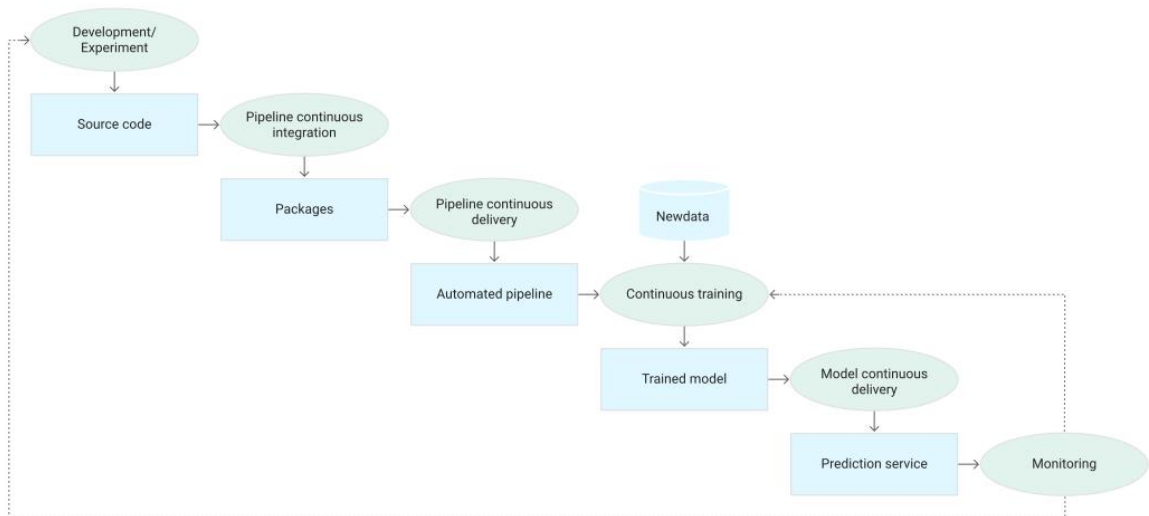 Development/
Experiment
Source code
Pipeline continuous
integration
Packages
Pipeline continuous
delivery
Newdata
Automated pipeline
Continuous training
Trained model
Model continuous
delivery
Prediction service
Monitoring